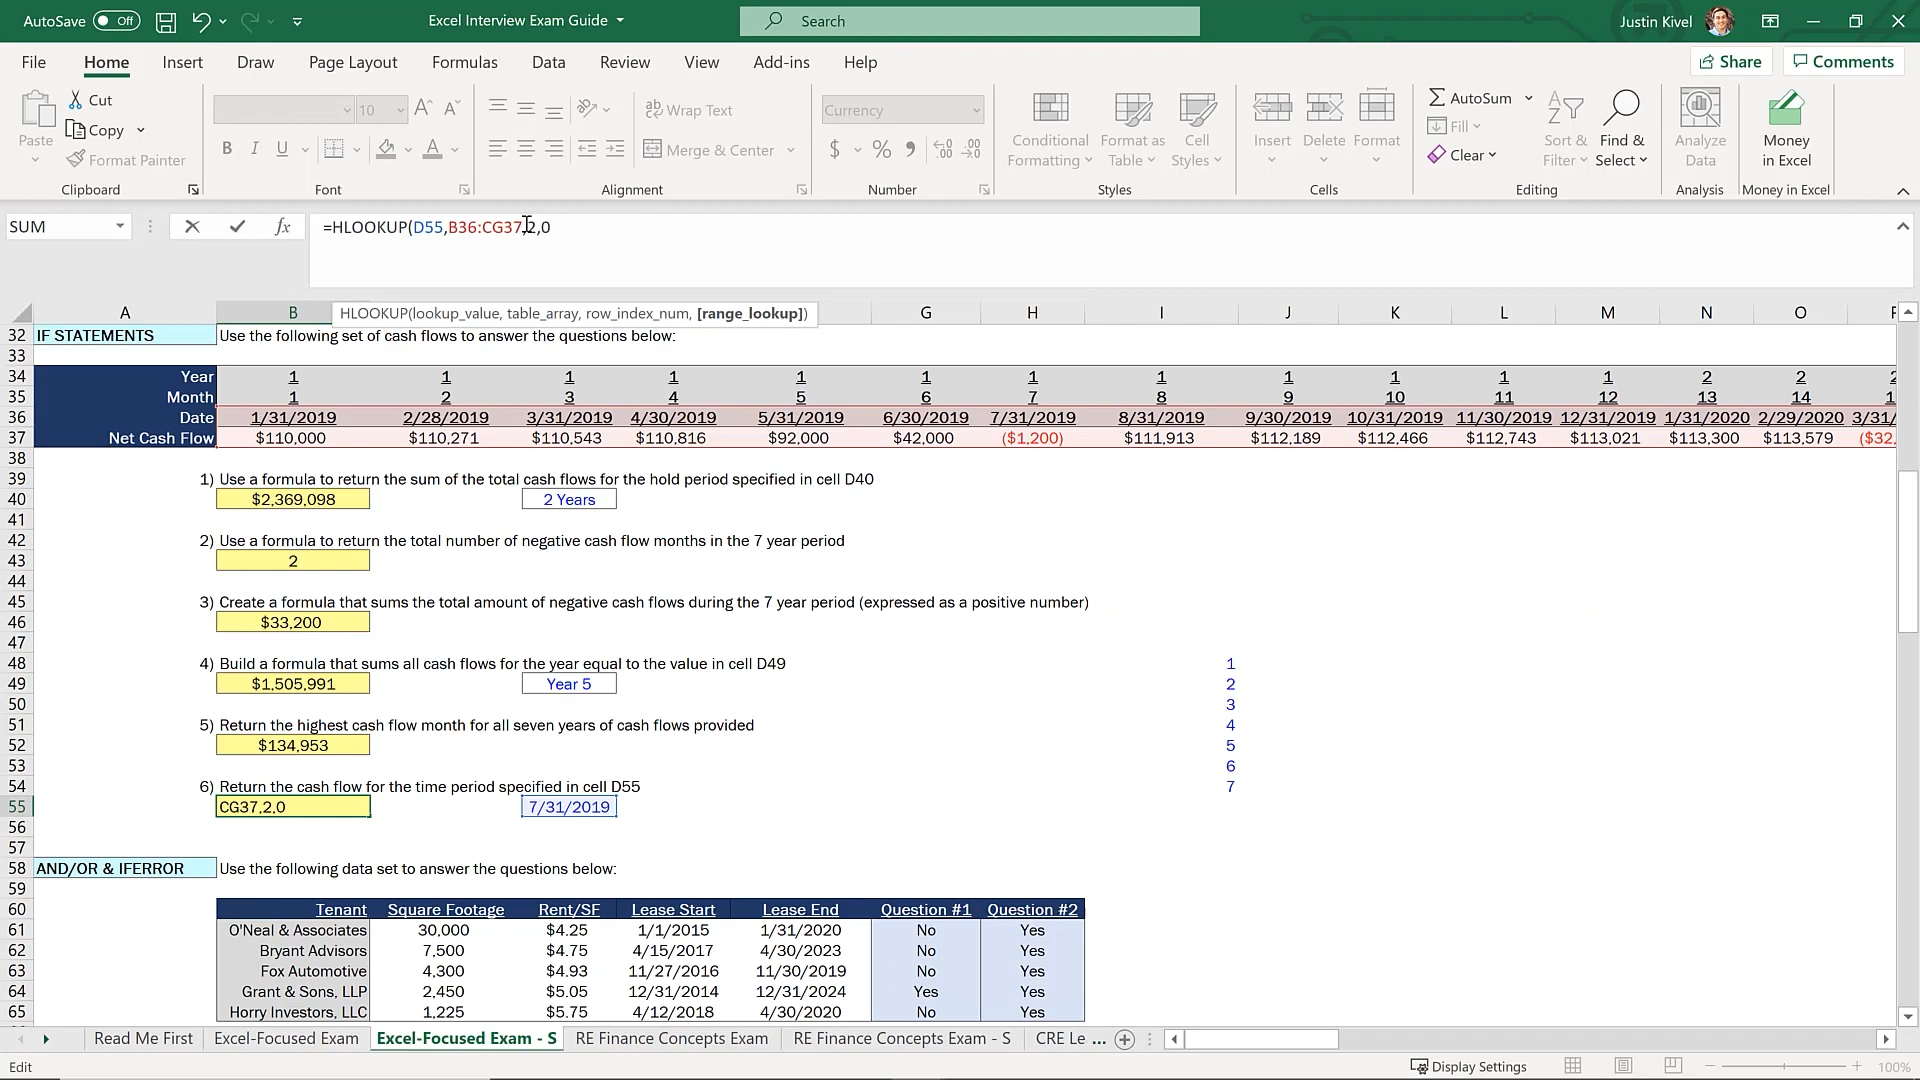 AutoSave Off Excel Interview Exam Guide Search Justin Kivel
File Home Insert Draw Page Layout Formulas Data Review View Add-ins Help Share Comments
Paste Cut Copy Format Painter Clipboard
10 B I U A Font
ab Wrap Text Merge & Center Alignment
Currency $ % 9 Number
Conditional Formatting Format as Table Cell Styles Styles
Insert Delete Format Cells
AutoSum Fill Clear Sort & Filter Find & Select Editing
Analyze Data Analysis
Money in Excel Money in Excel
SUM fx =HLOOKUP(D55,B36:CG37,2,0
HLOOKUP(lookup_value, table_array, row_index_num, [range_lookup])
A B G H I J K L M N O
32 IF STATEMENTS Use the following set of cash flows to answer the questions below:
33
34 Year 1 1 1 1 1 1 1 1 1 1 1 1 2 2 2
35 Month 1 2 3 4 5 6 7 8 9 10 11 12 13 14 1
36 Date 1/31/2019 2/28/2019 3/31/2019 4/30/2019 5/31/2019 6/30/2019 7/31/2019 8/31/2019 9/30/2019 10/31/2019 11/30/2019 12/31/2019 1/31/2020 2/29/2020 3/31/
37 Net Cash Flow $110,000 $110,271 $110,543 $110,816 $92,000 $42,000 ($1,200) $111,913 $112,189 $112,466 $112,743 $113,021 $113,300 $113,579 ($32,
38
39 1) Use a formula to return the sum of the total cash flows for the hold period specified in cell D40
40 $2,369,098 2 Years
41
42 2) Use a formula to return the total number of negative cash flow months in the 7 year period
43 2
44
45 3) Create a formula that sums the total amount of negative cash flows during the 7 year period (expressed as a positive number)
46 $33,200
47
48 4) Build a formula that sums all cash flows for the year equal to the value in cell D49 1
49 $1,505,991 Year 5 2
50 3
51 5) Return the highest cash flow month for all seven years of cash flows provided 4
52 $134,953 5
53 6
54 6) Return the cash flow for the time period specified in cell D55 7
55 CG37,2,0 7/31/2019
56
57
58 AND/OR & IFERROR Use the following data set to answer the questions below:
59
60 Tenant Square Footage Rent/SF Lease Start Lease End Question #1 Question #2
61 O'Neal & Associates 30,000 $4.25 1/1/2015 1/31/2020 No Yes
62 Bryant Advisors 7,500 $4.75 4/15/2017 4/30/2023 No Yes
63 Fox Automotive 4,300 $4.93 11/27/2016 11/30/2019 No Yes
64 Grant & Sons, LLP 2,450 $5.05 12/31/2014 12/31/2024 Yes Yes
65 Horry Investors, LLC 1,225 $5.75 4/12/2018 4/30/2020 No Yes
Read Me First Excel-Focused Exam Excel-Focused Exam - S RE Finance Concepts Exam RE Finance Concepts Exam - S CRE Le ...
Edit Display Settings 100%